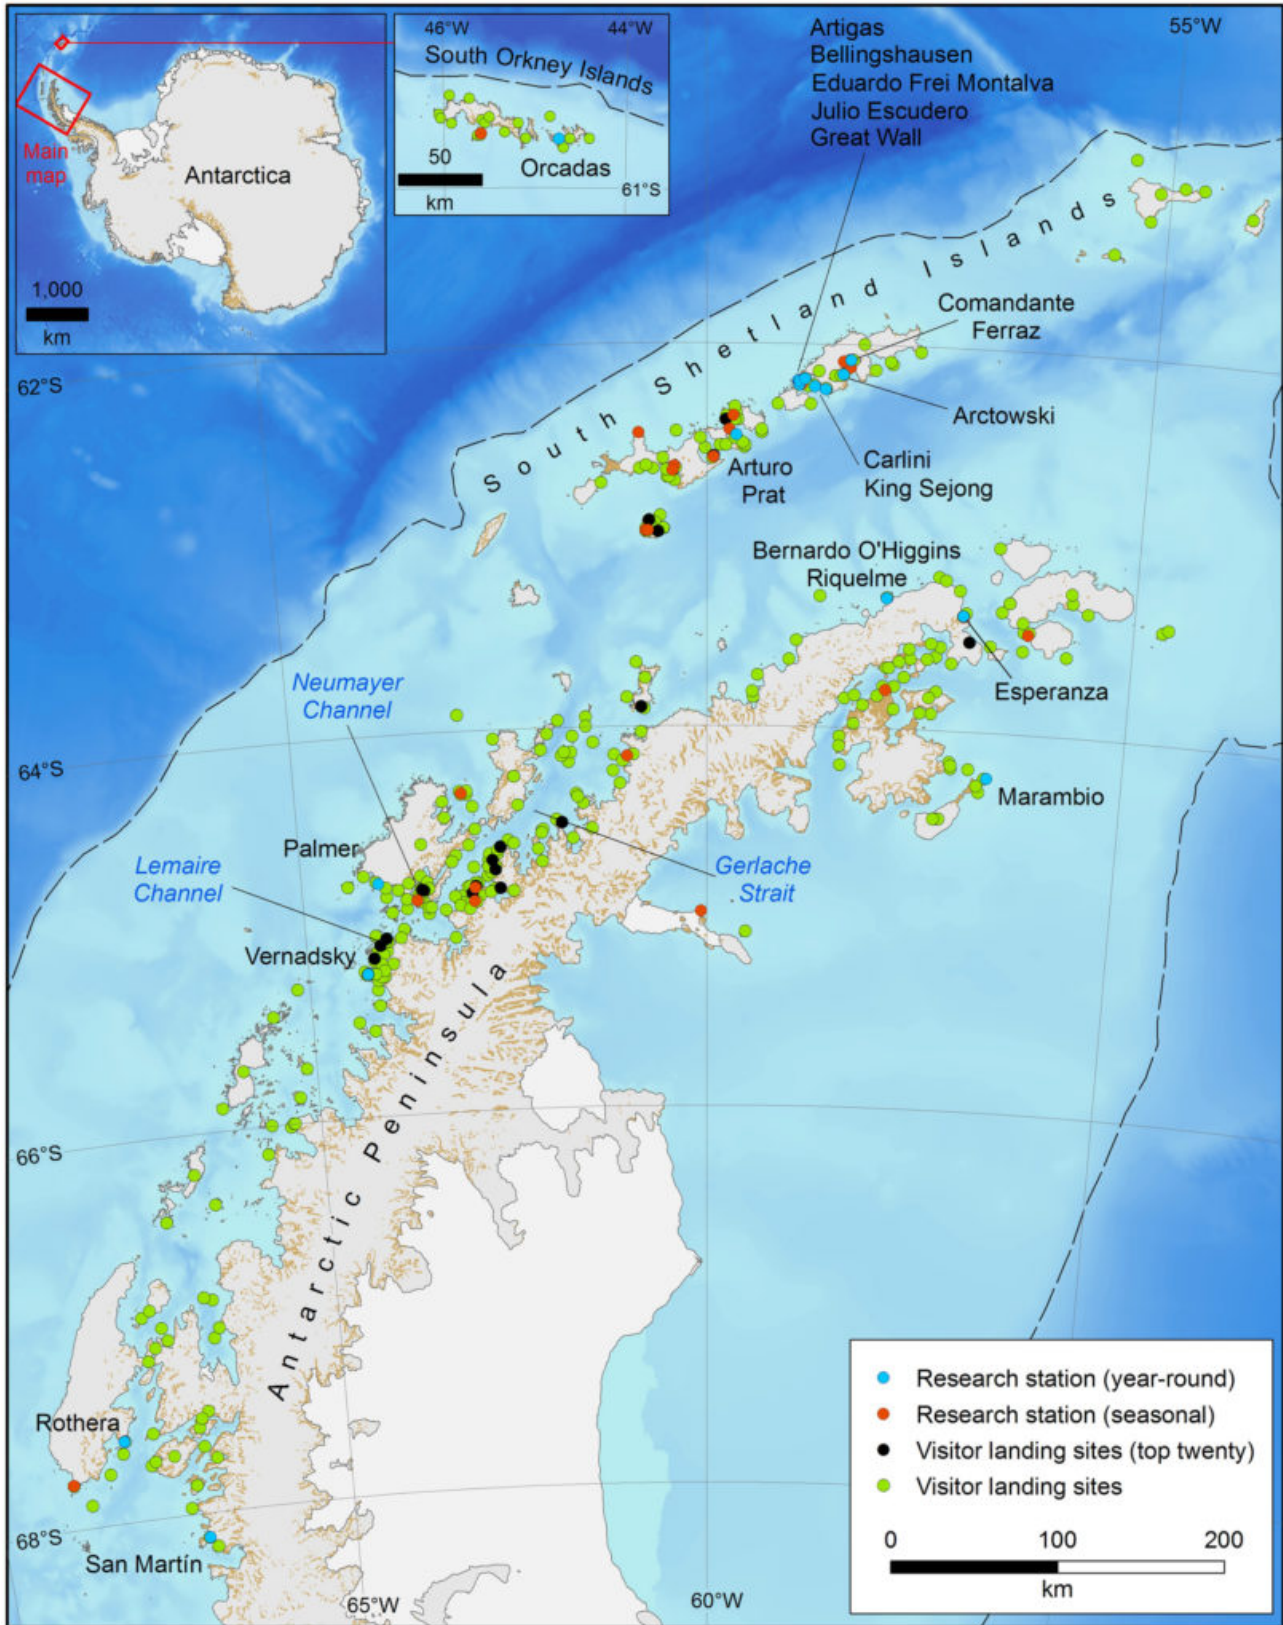 46°W
44°W
South Orkney Islands
50
km
Orcadas
61°S
Main
map
Antarctica
1,000
km
Artigas
Bellingshausen
Eduardo Frei Montalva
Julio Escudero
Great Wall
55°W
South Shetland Islands
Comandante
Ferraz
62°S
Arctowski
Arturo
Prat
Carlini
King Sejong
Bernardo O'Higgins
Riquelme
Neumayer
Channel
Esperanza
64°S
Marambio
Palmer
Lemaire
Channel
Gerlache
Strait
Vernadsky
Antarctic Peninsula
66°S
Rothera
68°S
San Martín
65°W
60°W
Research station (year-round)
Research station (seasonal)
Visitor landing sites (top twenty)
Visitor landing sites
0
100
200
km